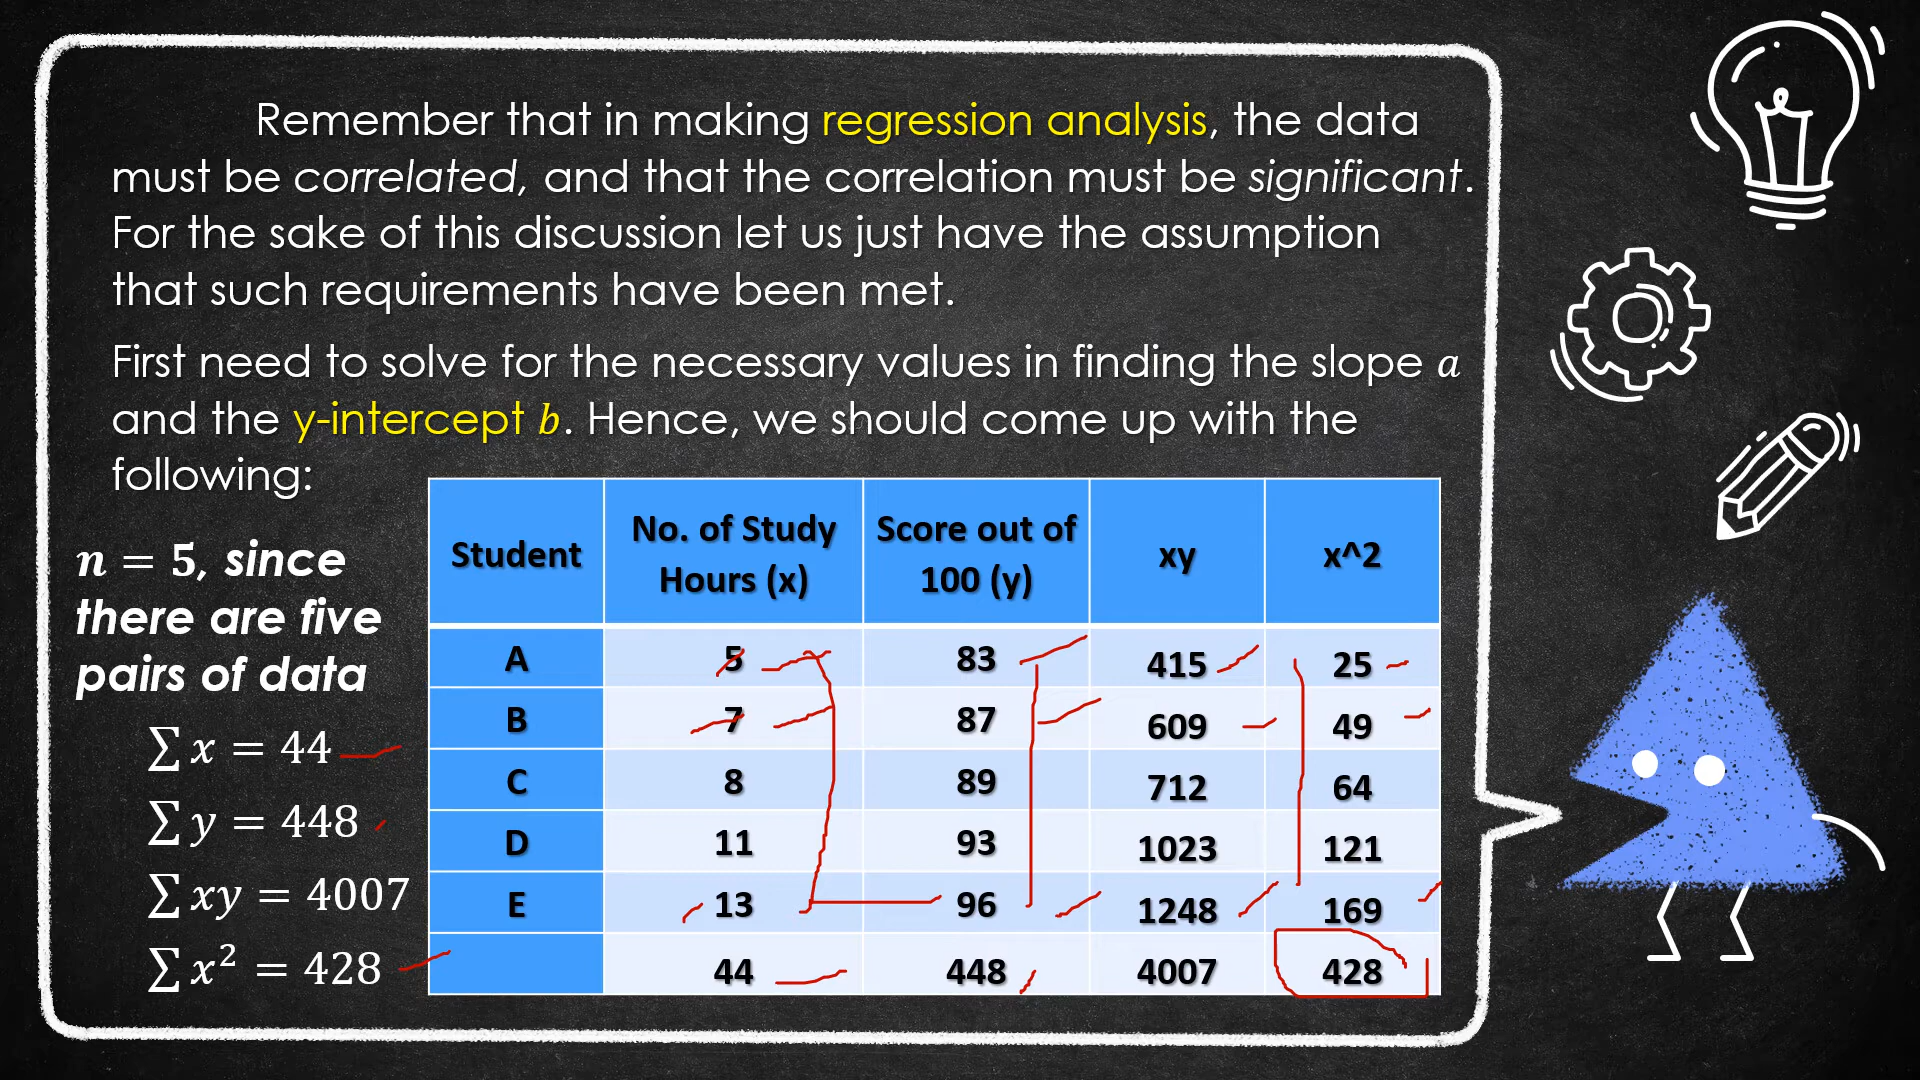 Remember that in making regression analysis, the data
must be correlated, and that the correlation must be significant.
For the sake of this discussion let us just have the assumption
that such requirements have been met.
First need to solve for the necessary values in finding the slope a
and the y-intercept b. Hence, we should come up with the
following:
n = 5, since
there are five
pairs of data
∑ x = 44
∑ y = 448
∑ xy = 4007
∑ x² = 428
Student No. of Study Hours (x) Score out of 100 (y) xy x^2
A 5 83 415 25
B 7 87 609 49
C 8 89 712 64
D 11 93 1023 121
E 13 96 1248 169
44 448 4007 428